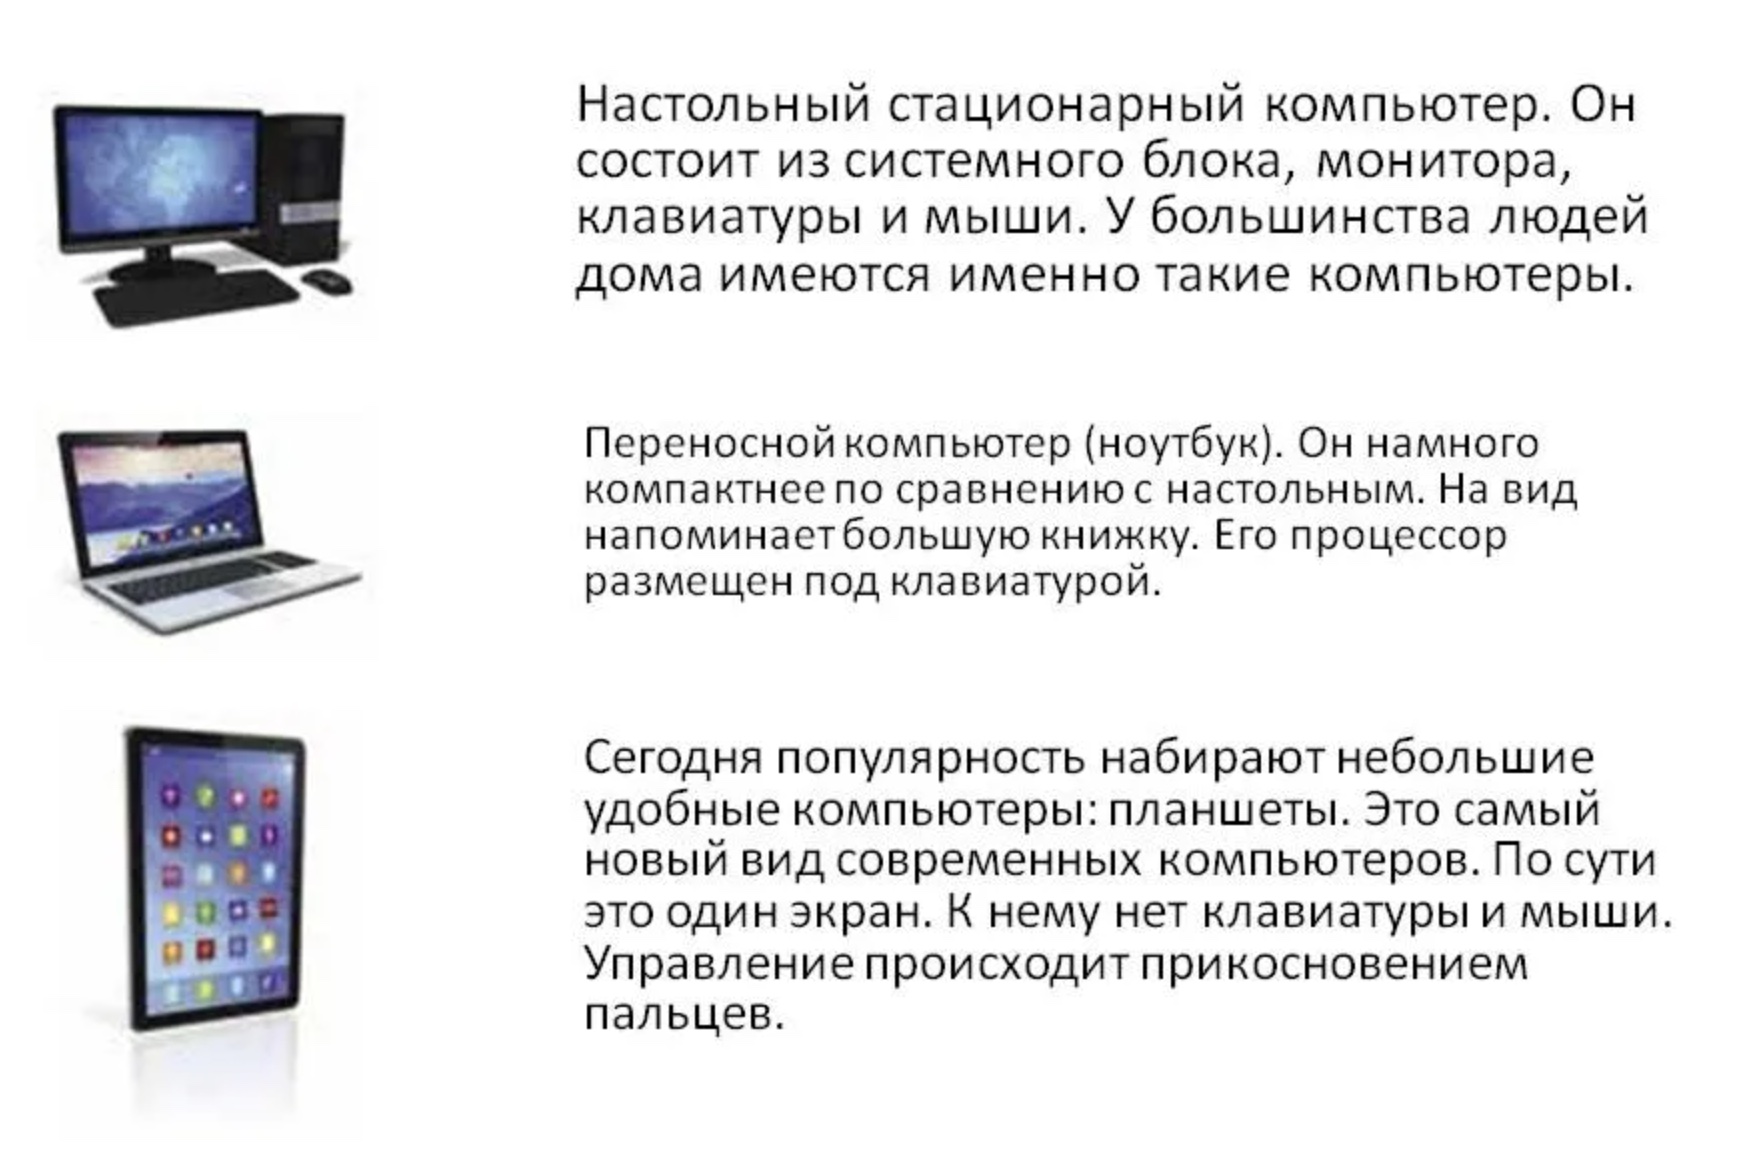 Настольный стационарный компьютер. Он
состоит из системного блока, монитора,
клавиатуры и мыши. У большинства людей
дома имеются именно такие компьютеры.
Переносной компьютер (ноутбук). Он намного
компактнее по сравнению с настольным. На вид
напоминает большую книжку. Его процессор
размещен под клавиатурой.
Сегодня популярность набирают небольшие
удобные компьютеры: планшеты. Это самый
новый вид современных компьютеров. По сути
это один экран. К нему нет клавиатуры и мыши.
Управление происходит прикосновением
пальцев.